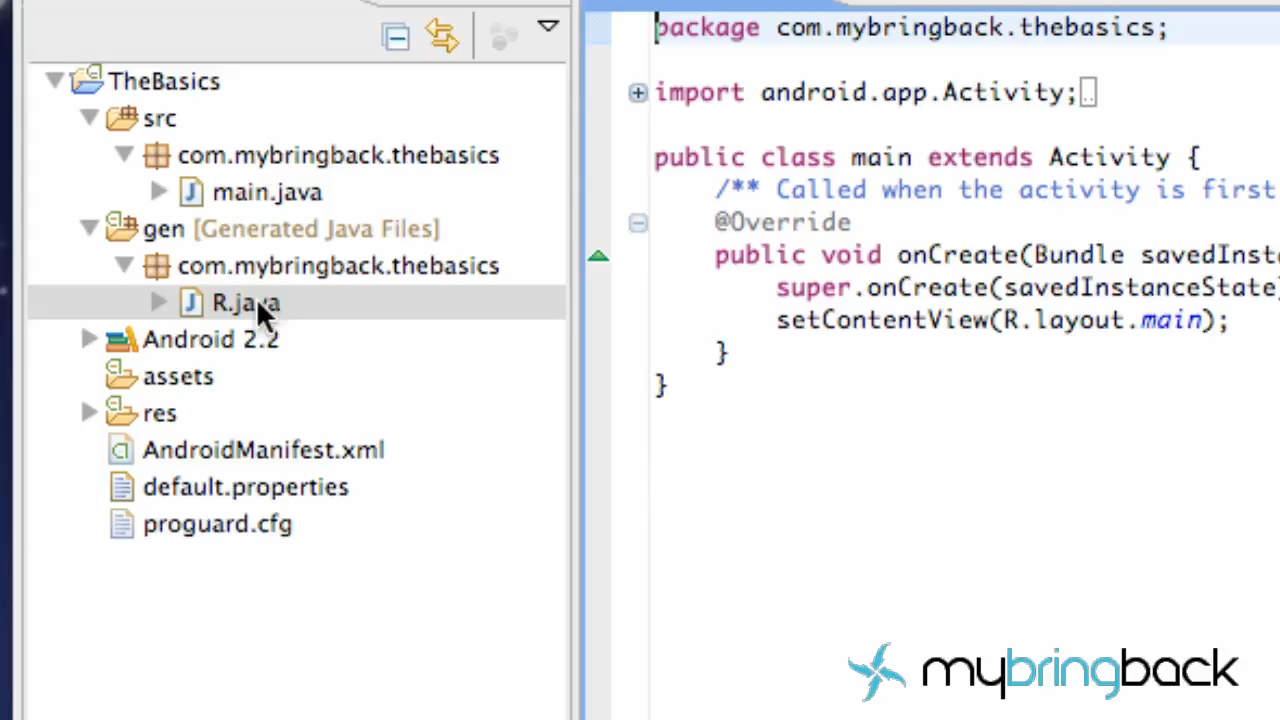 TheBasics
src
com.mybringback.thebasics
main.java
gen [Generated Java Files]
com.mybringback.thebasics
R.java
Android 2.2
assets
res
AndroidManifest.xml
default.properties
proguard.cfg
package com.mybringback.thebasics;
import android.app.Activity;
public class main extends Activity {
/** Called when the activity is first
@Override
public void onCreate(Bundle savedInsta
super.onCreate(savedInstanceState)
setContentView(R.layout.main);
}
}
mybringback